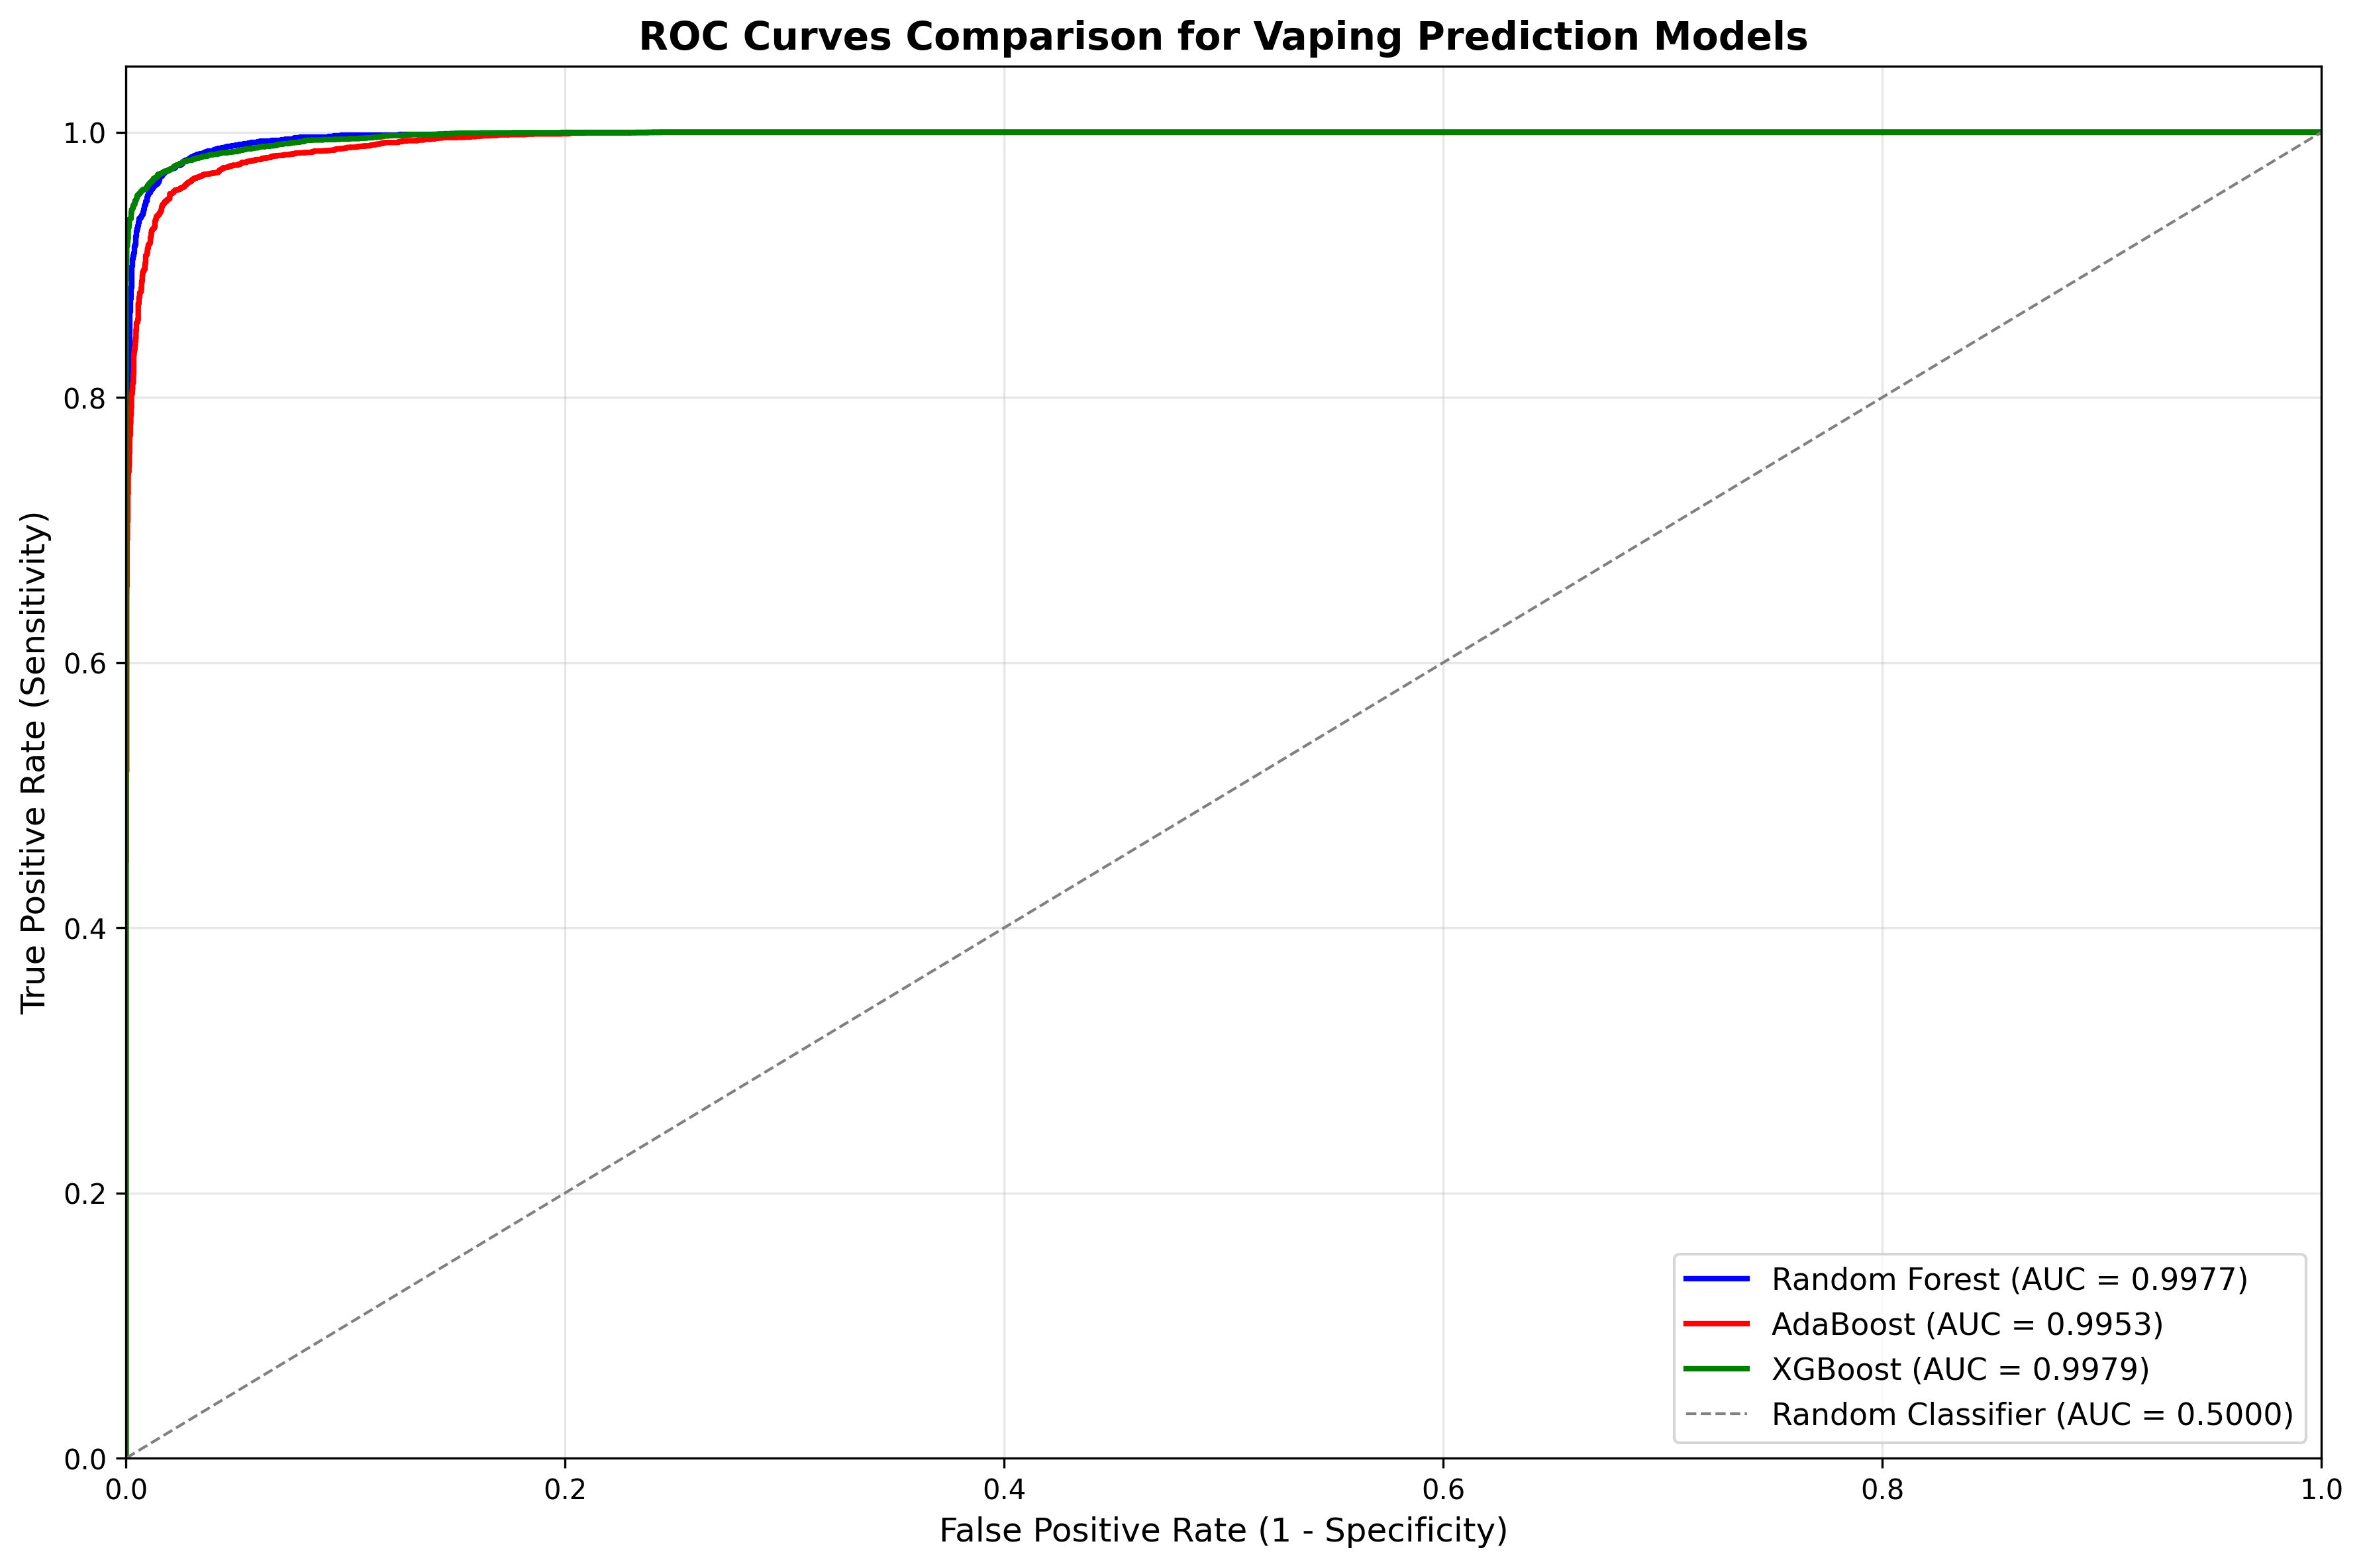 ROC Curves Comparison for Vaping Prediction Models
True Positive Rate (Sensitivity)
1.0
0.8
0.6
0.4
0.2
0.0
0.0 0.2 0.4 0.6 0.8 1.0
False Positive Rate (1 - Specificity)
Random Forest (AUC = 0.9977)
AdaBoost (AUC = 0.9953)
XGBoost (AUC = 0.9979)
Random Classifier (AUC = 0.5000)